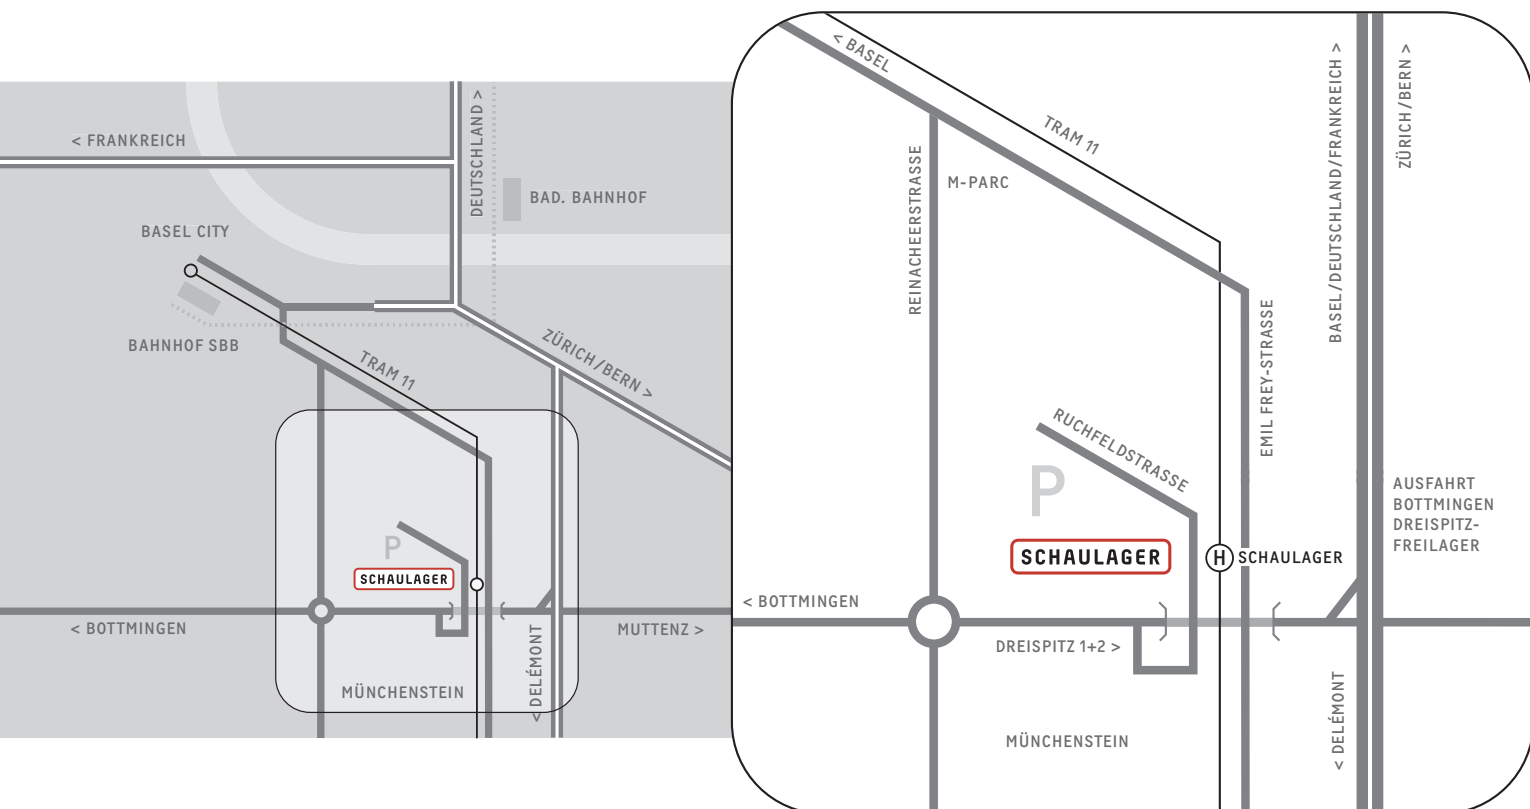 < FRANKREICH
DEUTSCHLAND >
BAD. BAHNHOF
BASEL CITY
BAHNHOF SBB
TRAM 11
ZÜRICH/BERN >
P
SCHAULAGER
< BOTTMINGEN
MUTTENZ >
< DELÉMONT
MÜNCHENSTEIN
< BASEL
TRAM 11
REINACHEERSTRASSE
M-PARC
BASEL/DEUTSCHLAND/FRANKREICH >
ZÜRICH/BERN >
EMIL FREY-STRASSE
RUCHFELDSTRASSE
P
SCHAULAGER
H SCHAULAGER
AUSFAHRT
BOTTMINGEN
DREISPITZ-
FREILAGER
< BOTTMINGEN
DREISPITZ 1+2 >
< DELÉMONT
MÜNCHENSTEIN